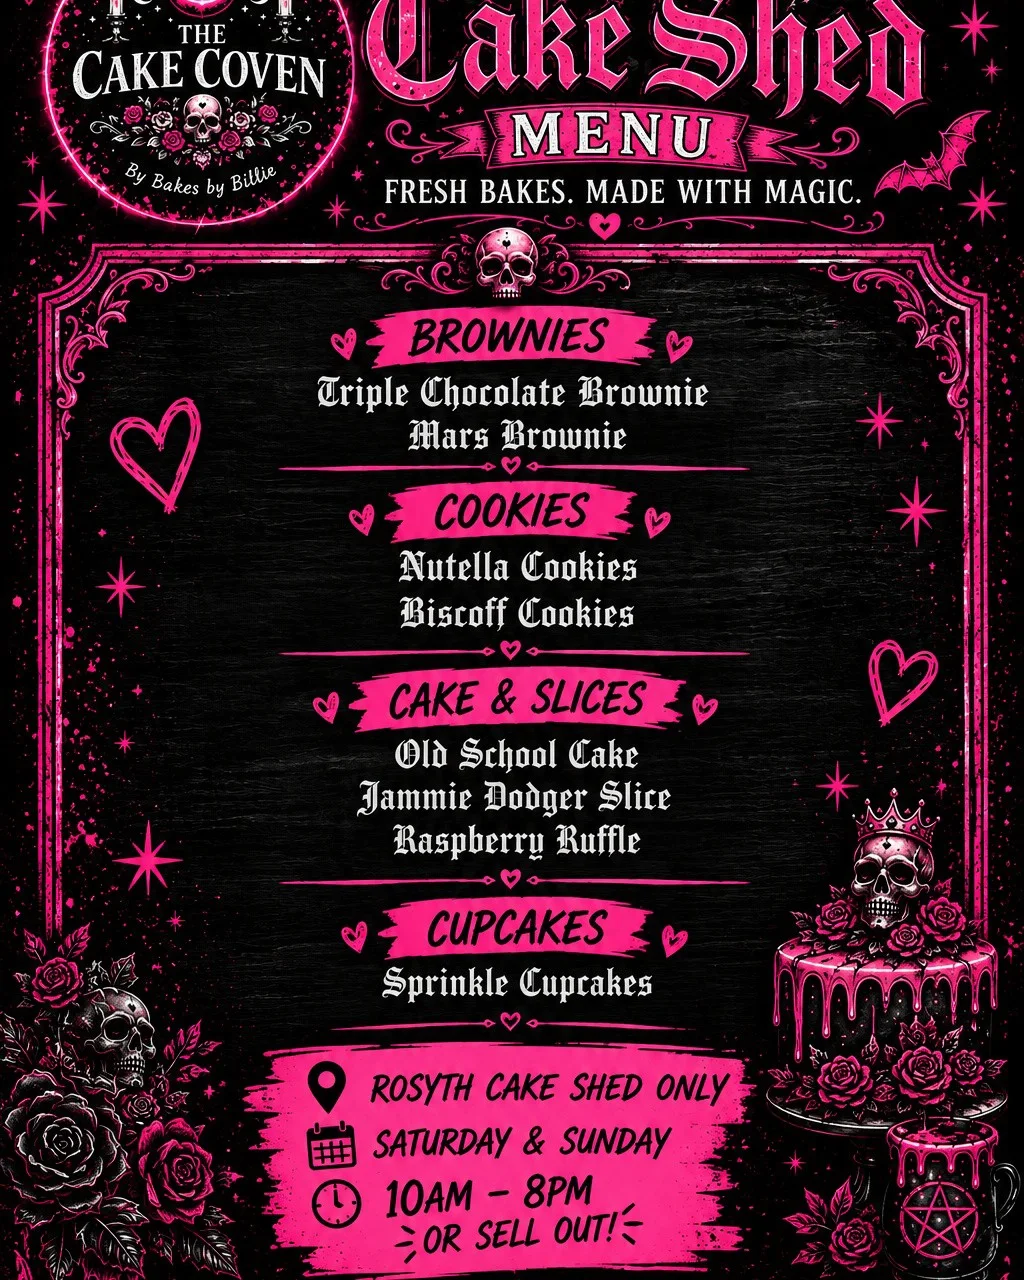 THE
CAKE COVEN
By Bakes by Billie
Cake Shed
MENU
FRESH BAKES. MADE WITH MAGIC.
BROWNIES
Triple Chocolate Brownie
Mars Brownie
COOKIES
Nutella Cookies
Biscoff Cookies
CAKE & SLICES
Old School Cake
Jammie Dodger Slice
Raspberry Ruffle
CUPCAKES
Sprinkle Cupcakes
ROSYTH CAKE SHED ONLY
SATURDAY & SUNDAY
10AM – 8PM
OR SELL OUT!